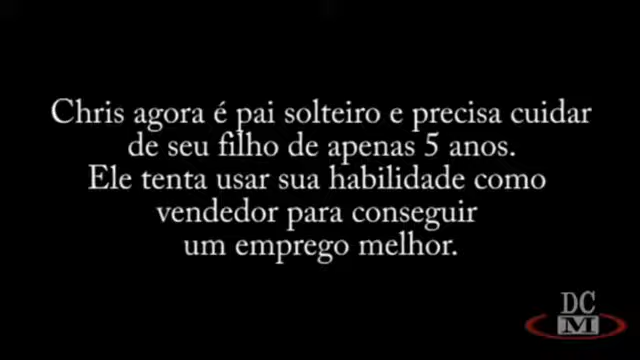 Chris agora é pai solteiro e precisa cuidar
de seu filho de apenas 5 anos.
Ele tenta usar sua habilidade como
vendedor para conseguir
um emprego melhor.
DC
M